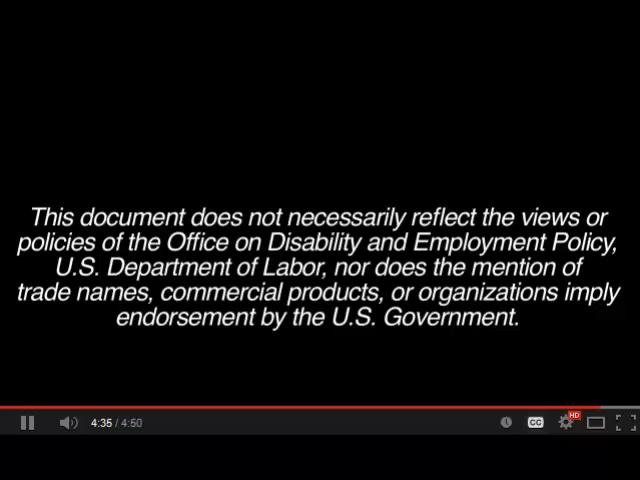 This document does not necessarily reflect the views or
policies of the Office on Disability and Employment Policy,
U.S. Department of Labor, nor does the mention of
trade names, commercial products, or organizations imply
endorsement by the U.S. Government.
4:35 / 4:50
CC
HD